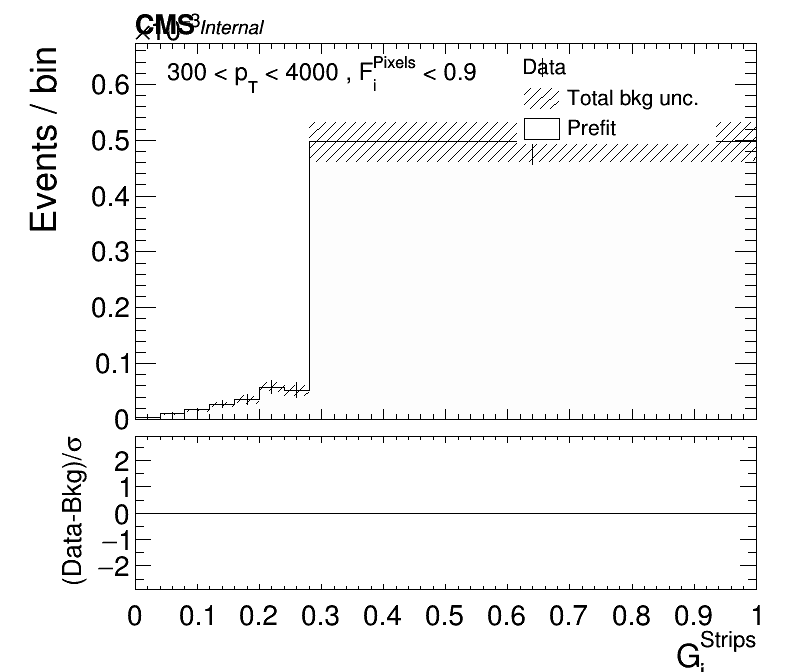 CMS Internal
×10³
300 < p_T < 4000 , F_i^Pixels < 0.9
Data
Total bkg unc.
Prefit
Events / bin
0.6
0.5
0.4
0.3
0.2
0.1
0
(Data-Bkg)/σ
2
1
0
−1
−2
0 0.1 0.2 0.3 0.4 0.5 0.6 0.7 0.8 0.9 1
G_i^Strips